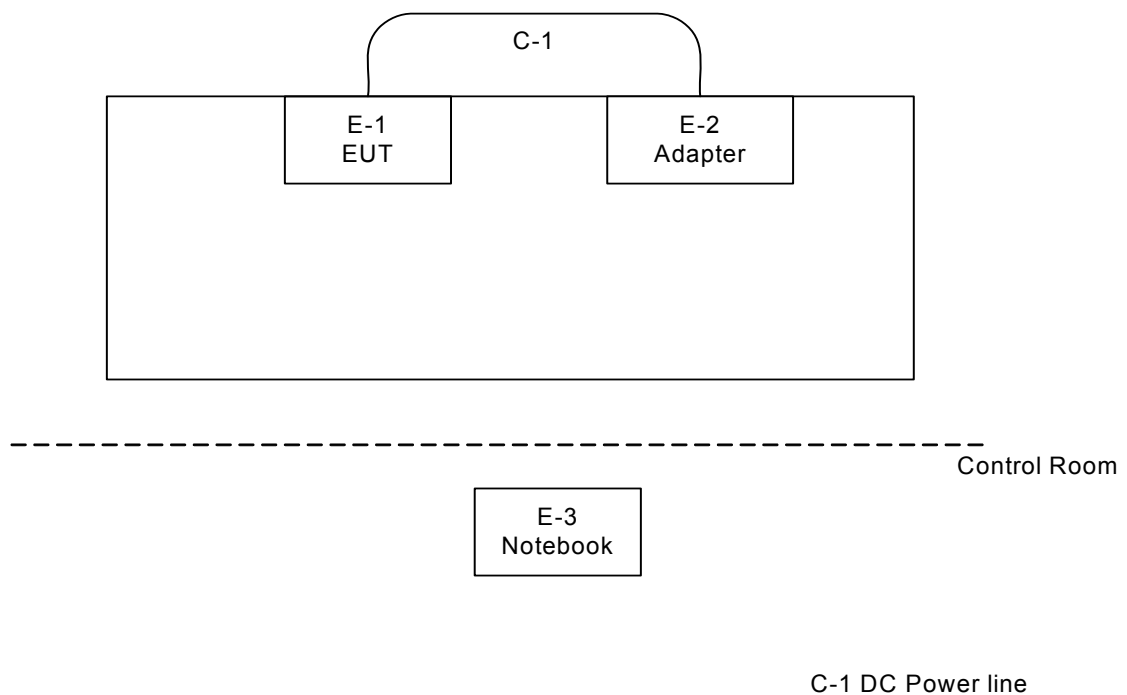 C-1
E-1
EUT
E-2
Adapter
Control Room
E-3
Notebook
C-1 DC Power line